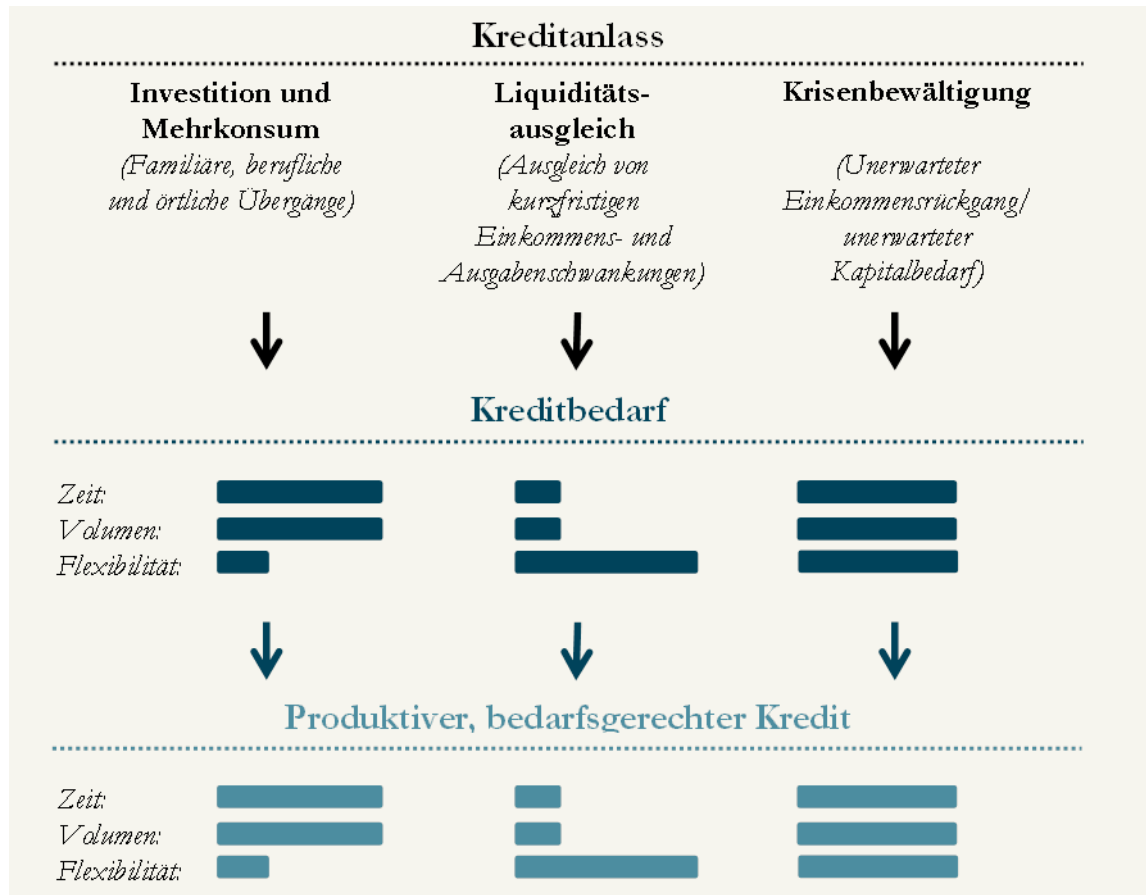 Kreditanlass
Investition und
Mehrkonsum
(Familiäre, berufliche
und örtliche Übergänge)
Liquiditäts-
ausgleich
(Ausgleich von
kurzfristigen
Einkommens- und
Ausgabenschwankungen)
Krisenbewältigung
(Unerwarteter
Einkommensrückgang/
unerwarteter
Kapitalbedarf)
Kreditbedarf
Zeit:
Volumen:
Flexibilität:
Produktiver, bedarfsgerechter Kredit
Zeit:
Volumen:
Flexibilität: